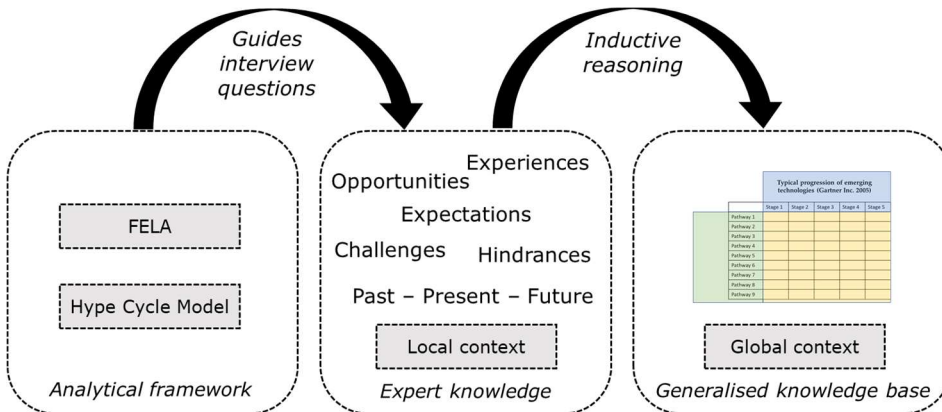 Guides
interview
questions
Inductive
reasoning
FELA
Hype Cycle Model
Analytical framework
Experiences
Opportunities
Expectations
Challenges
Hindrances
Past – Present – Future
Local context
Expert knowledge
Typical progression of emerging
technologies (Gartner Inc. 2005)
Stage 1 Stage 2 Stage 3 Stage 4 Stage 5
Pathway 1
Pathway 2
Pathway 3
Pathway 4
Pathway 5
Pathway 6
Pathway 7
Pathway 8
Pathway 9
Global context
Generalised knowledge base